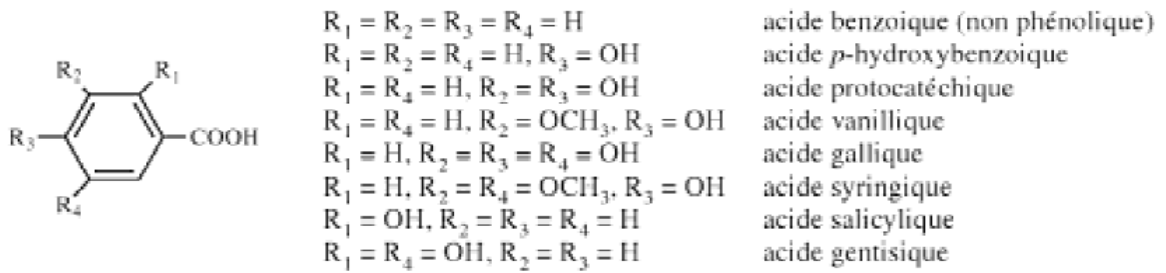 R₁ = R₂ = R₃ = R₄ = H acide benzoique (non phénolique)
R₁ = R₂ = R₄ = H, R₃ = OH acide p-hydroxybenzoique
R₁ = R₄ = H, R₂ = R₃ = OH acide protocatéchique
R₁ = R₄ = H, R₂ = OCH₃, R₃ = OH acide vanillique
R₁ = H, R₂ = R₃ = R₄ = OH acide gallique
R₁ = H, R₂ = R₄ = OCH₃, R₃ = OH acide syringique
R₁ = OH, R₂ = R₃ = R₄ = H acide salicylique
R₁ = R₄ = OH, R₂ = R₃ = H acide gentisique
R₂ R₁
R₃ COOH
R₄